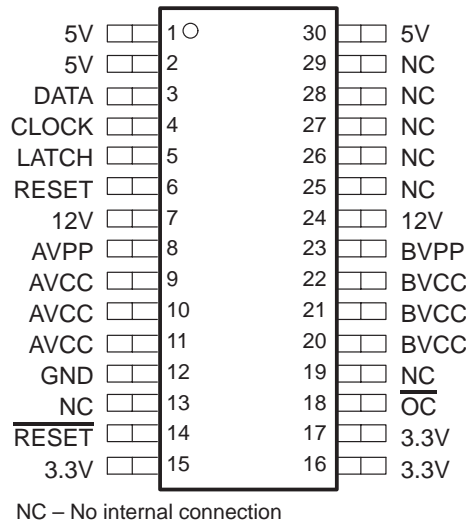 5V 1 30 5V
5V 2 29 NC
DATA 3 28 NC
CLOCK 4 27 NC
LATCH 5 26 NC
RESET 6 25 NC
12V 7 24 12V
AVPP 8 23 BVPP
AVCC 9 22 BVCC
AVCC 10 21 BVCC
AVCC 11 20 BVCC
GND 12 19 NC
NC 13 18 O̅C̅
R̅E̅S̅E̅T̅ 14 17 3.3V
3.3V 15 16 3.3V
NC – No internal connection